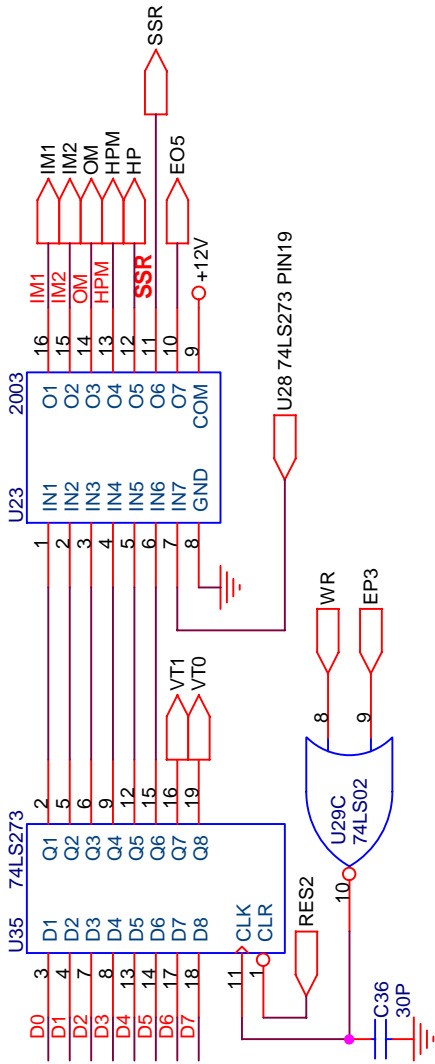 U35 74LS273
D0 3 D1 Q1 2
D1 4 D2 Q2 5
D2 7 D3 Q3 6
D3 8 D4 Q4 9
D4 13 D5 Q5 12
D5 14 D6 Q6 15
D6 17 D7 Q7 16 VT1
D7 18 D8 Q8 19 VT0
11 CLK
1 CLR
RES2
U23 2003
1 IN1 O1 16 IM1 IM1
2 IN2 O2 15 IM2 IM2
3 IN3 O3 14 OM OM
4 IN4 O4 13 HPM HPM
5 IN5 O5 12 SSR HP
6 IN6 O6 11 SSR
7 IN7 O7 10 EO5
8 GND COM 9 +12V
U28 74LS273 PIN19
C36
30P
10
U29C
74LS02
8 WR
9 EP3